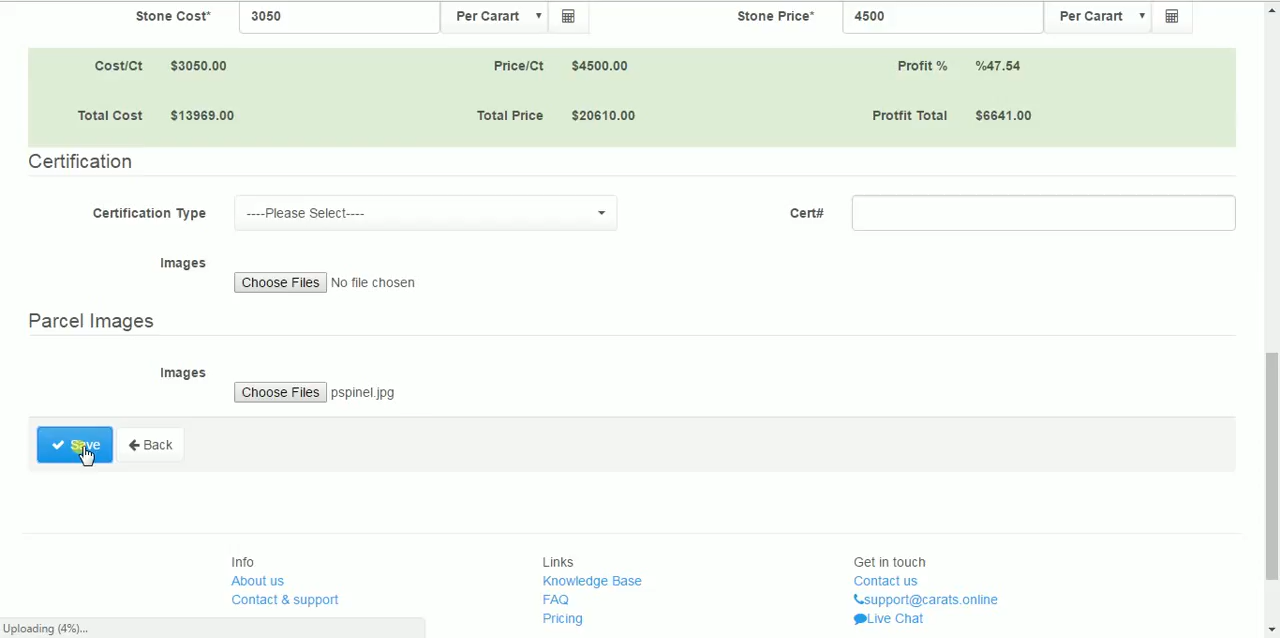 Stone Cost* 3050 Per Carart Stone Price* 4500 Per Carart
Cost/Ct $3050.00 Price/Ct $4500.00 Profit % %47.54
Total Cost $13969.00 Total Price $20610.00 Protfit Total $6641.00
Certification
Certification Type ----Please Select---- Cert#
Images
Choose Files No file chosen
Parcel Images
Images
Choose Files pspinel.jpg
Save Back
Info Links Get in touch
About us Knowledge Base Contact us
Contact & support FAQ support@carats.online
Pricing Live Chat
Uploading (4%)...